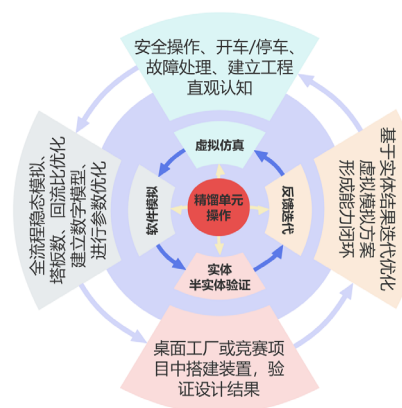 安全操作、开车/停车、
故障处理、建立工程
直观认知
虚拟仿真
全流程稳态模拟、
塔板数、回流比优化
建立数字模型、
进行参数优化
软件模拟
精馏单元
操作
反馈迭代
基于实体结果迭代优化
虚拟模拟方案
形成能力闭环
实体
半实体验证
桌面工厂或竞赛项
目中搭建装置，验
证设计结果